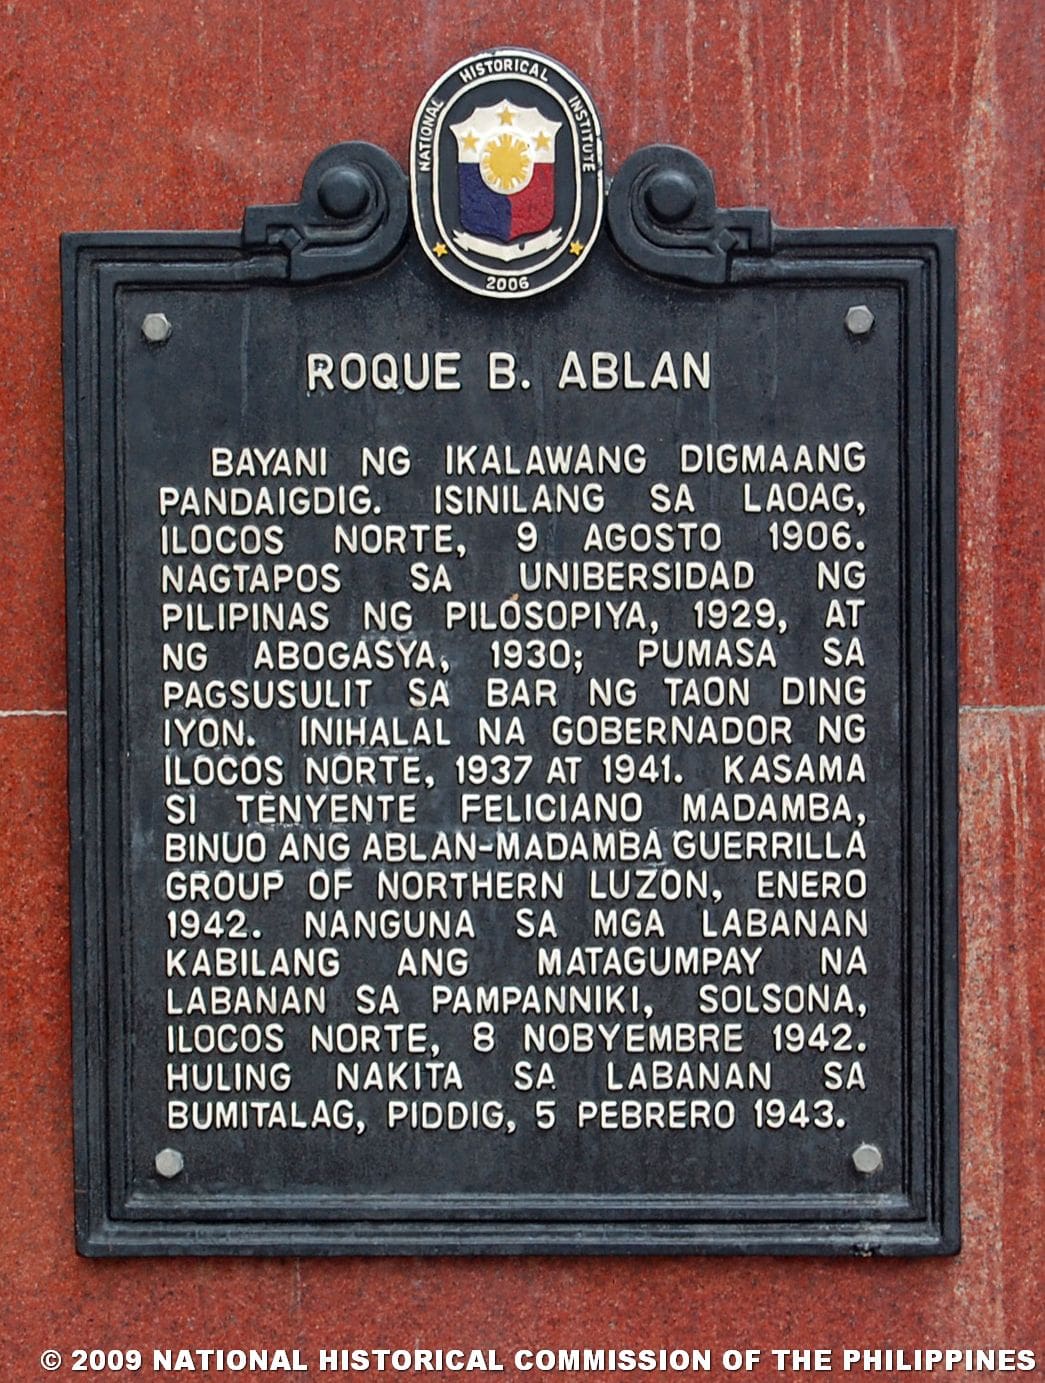 NATIONAL HISTORICAL INSTITUTE
2006
ROQUE B. ABLAN
BAYANI NG IKALAWANG DIGMAANG
PANDAIGDIG. ISINILANG SA LAOAG,
ILOCOS NORTE, 9 AGOSTO 1906.
NAGTAPOS SA UNIBERSIDAD NG
PILIPINAS NG PILOSOPIYA, 1929, AT
NG ABOGASYA, 1930; PUMASA SA
PAGSUSULIT SA BAR NG TAON DING
IYON. INIHALAL NA GOBERNADOR NG
ILOCOS NORTE, 1937 AT 1941. KASAMA
SI TENYENTE FELICIANO MADAMBA,
BINUO ANG ABLAN-MADAMBA GUERRILLA
GROUP OF NORTHERN LUZON, ENERO
1942. NANGUNA SA MGA LABANAN
KABILANG ANG MATAGUMPAY NA
LABANAN SA PAMPANNIKI, SOLSONA,
ILOCOS NORTE, 8 NOBYEMBRE 1942.
HULING NAKITA SA LABANAN SA
BUMITALAG, PIDDIG, 5 PEBRERO 1943.
© 2009 NATIONAL HISTORICAL COMMISSION OF THE PHILIPPINES